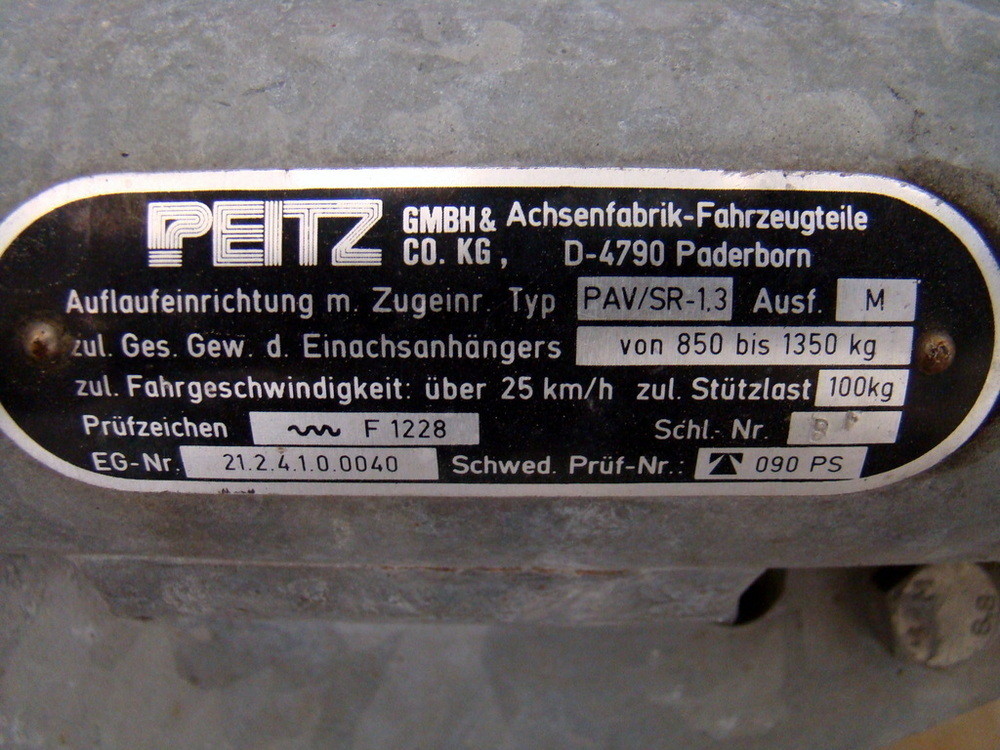 PEITZ GMBH & CO. KG, Achsenfabrik-Fahrzeugteile
D-4790 Paderborn
Auflaufeinrichtung m. Zugeinr. Typ PAV/SR-1.3 Ausf. M
zul. Ges. Gew. d. Einachsanhängers von 850 bis 1350 kg
zul. Fahrgeschwindigkeit: über 25 km/h zul. Stützlast 100kg
Prüfzeichen F 1228 Schl.- Nr.
EG-Nr. 21.2.4.1.0.0040 Schwed. Prüf-Nr.: 090 PS
8.8